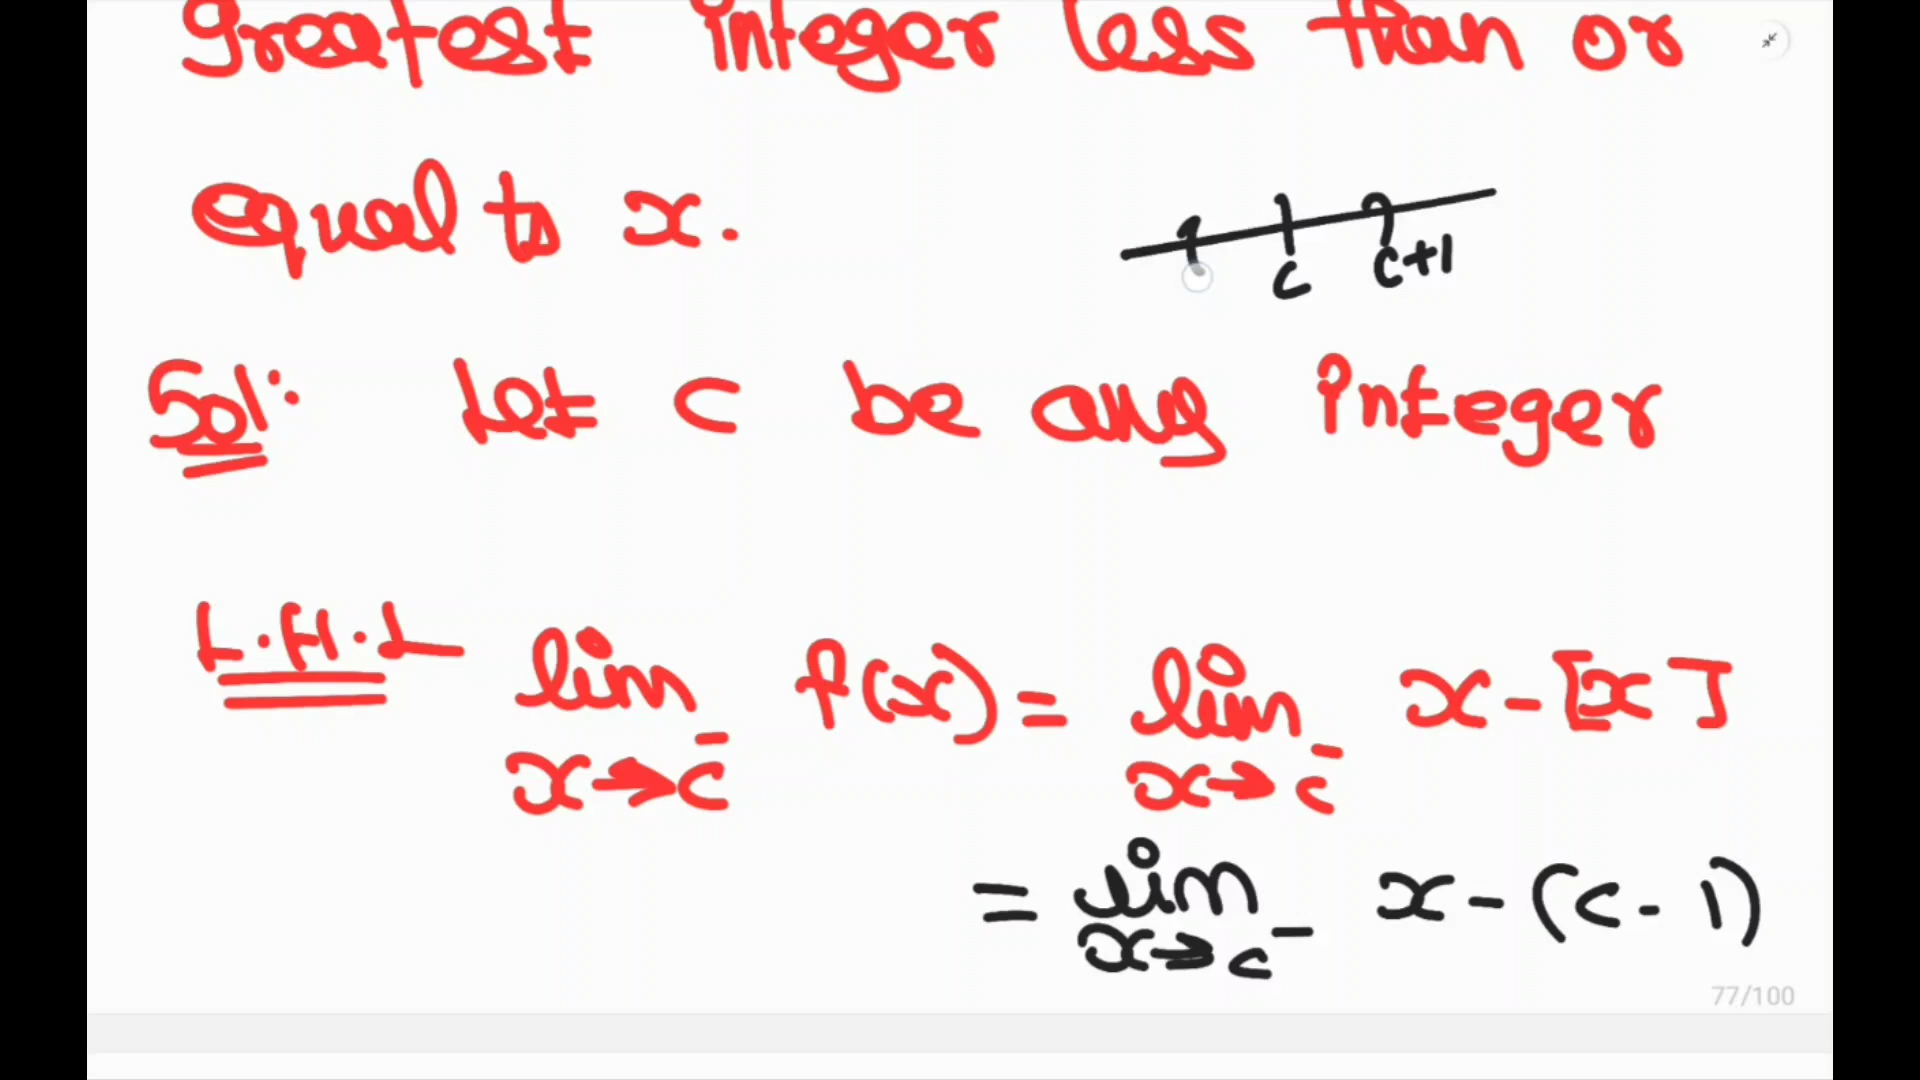 greatest integer less than or
equal to x.
c c+1
Sol: Let c be any integer
L.H.L lim f(x) = lim x - [x]
x→c⁻ x→c⁻
= lim x - (c - 1)
x→c⁻
77/100